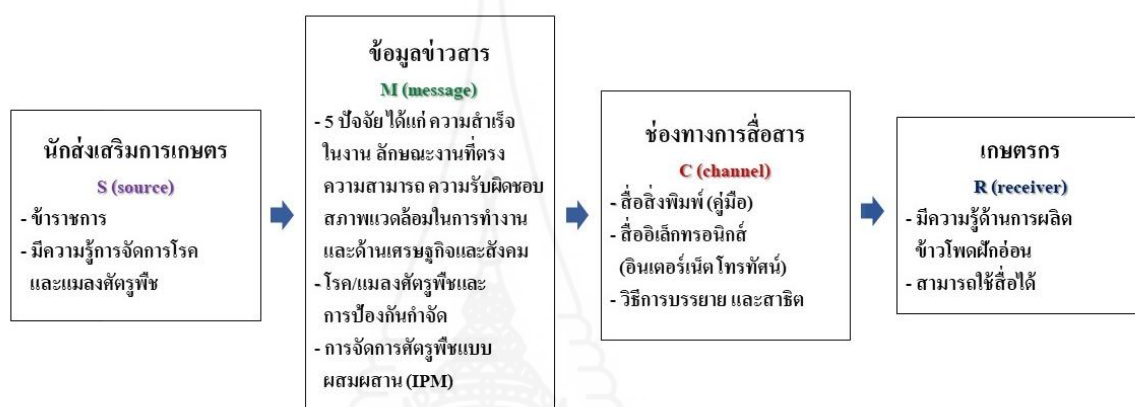 นักส่งเสริมการเกษตร
S (source)
- ข้าราชการ
- มีความรู้การจัดการโรค
และแมลงศัตรูพืช
ข้อมูลข่าวสาร
M (message)
- 5 ปัจจัย ได้แก่ ความสำเร็จ
ในงาน ลักษณะงานที่ตรง
ความสามารถ ความรับผิดชอบ
สภาพแวดล้อมในการทำงาน
และด้านเศรษฐกิจและสังคม
- โรค/แมลงศัตรูพืชและ
การป้องกันกำจัด
- การจัดการศัตรูพืชแบบ
ผสมผสาน (IPM)
ช่องทางการสื่อสาร
C (channel)
- สื่อสิ่งพิมพ์ (คู่มือ)
- สื่ออิเล็กทรอนิกส์
(อินเตอร์เน็ต โทรทัศน์)
- วิธีการบรรยาย และสาธิต
เกษตรกร
R (receiver)
- มีความรู้ด้านการผลิต
ข้าวโพดฝักอ่อน
- สามารถใช้สื่อได้